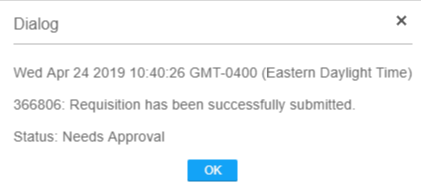 Dialog
Wed Apr 24 2019 10:40:26 GMT-0400 (Eastern Daylight Time)
366806: Requisition has been successfully submitted.
Status: Needs Approval
OK